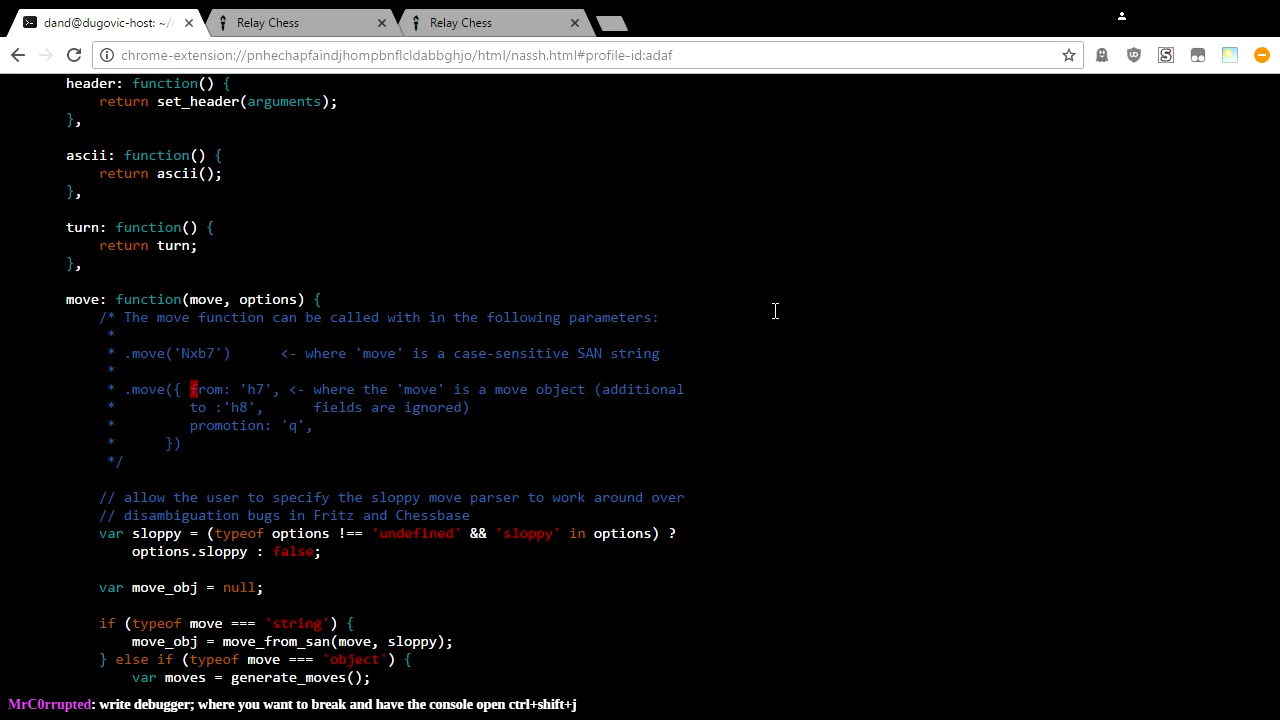 dand@dugovic-host: ~/
Relay Chess
Relay Chess
chrome-extension://pnhechapfaindjhompbnflcldabbghjo/html/nassh.html#profile-id:adaf
header: function() {
return set_header(arguments);
},
ascii: function() {
return ascii();
},
turn: function() {
return turn;
},
move: function(move, options) {
/* The move function can be called with in the following parameters:
*
* .move('Nxb7')      <- where 'move' is a case-sensitive SAN string
*
* .move({ from: 'h7', <- where the 'move' is a move object (additional
*         to :'h8',      fields are ignored)
*         promotion: 'q',
*      })
*/
// allow the user to specify the sloppy move parser to work around over
// disambiguation bugs in Fritz and Chessbase
var sloppy = (typeof options !== 'undefined' && 'sloppy' in options) ?
options.sloppy : false;
var move_obj = null;
if (typeof move === 'string') {
move_obj = move_from_san(move, sloppy);
} else if (typeof move === 'object') {
var moves = generate_moves();
MrC0rrupted: write debugger; where you want to break and have the console open ctrl+shift+j